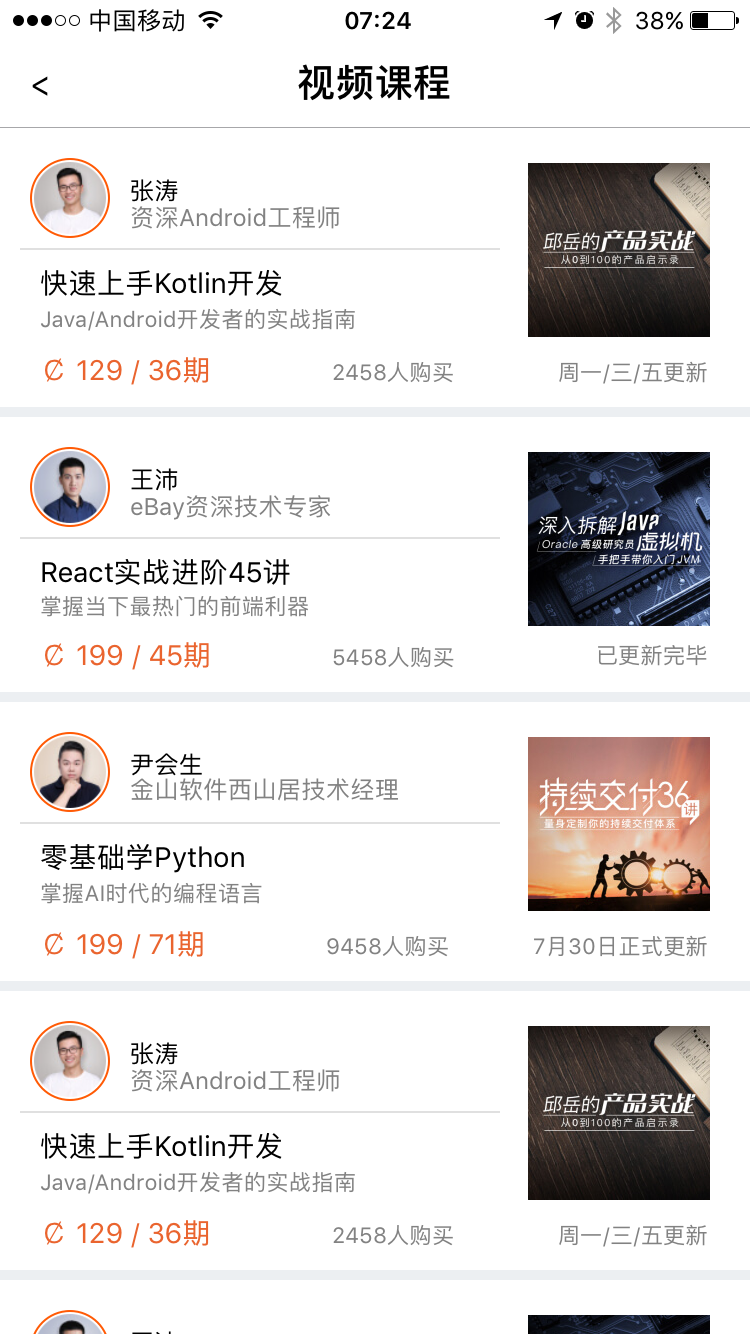 中国移动
07:24
38%
<
视频课程
张涛
资深Android工程师
邱岳的产品实战
从0到100的产品启示录
快速上手Kotlin开发
Java/Android开发者的实战指南
₡ 129 / 36期
2458人购买
周一/三/五更新
王沛
eBay资深技术专家
深入拆解Java
Oracle 高级研究员 虚拟机
手把手带你入门 JVM
React实战进阶45讲
掌握当下最热门的前端利器
₡ 199 / 45期
5458人购买
已更新完毕
尹会生
金山软件西山居技术经理
持续交付36讲
量身定制你的持续交付体系
零基础学Python
掌握AI时代的编程语言
₡ 199 / 71期
9458人购买
7月30日正式更新
张涛
资深Android工程师
邱岳的产品实战
从0到100的产品启示录
快速上手Kotlin开发
Java/Android开发者的实战指南
₡ 129 / 36期
2458人购买
周一/三/五更新